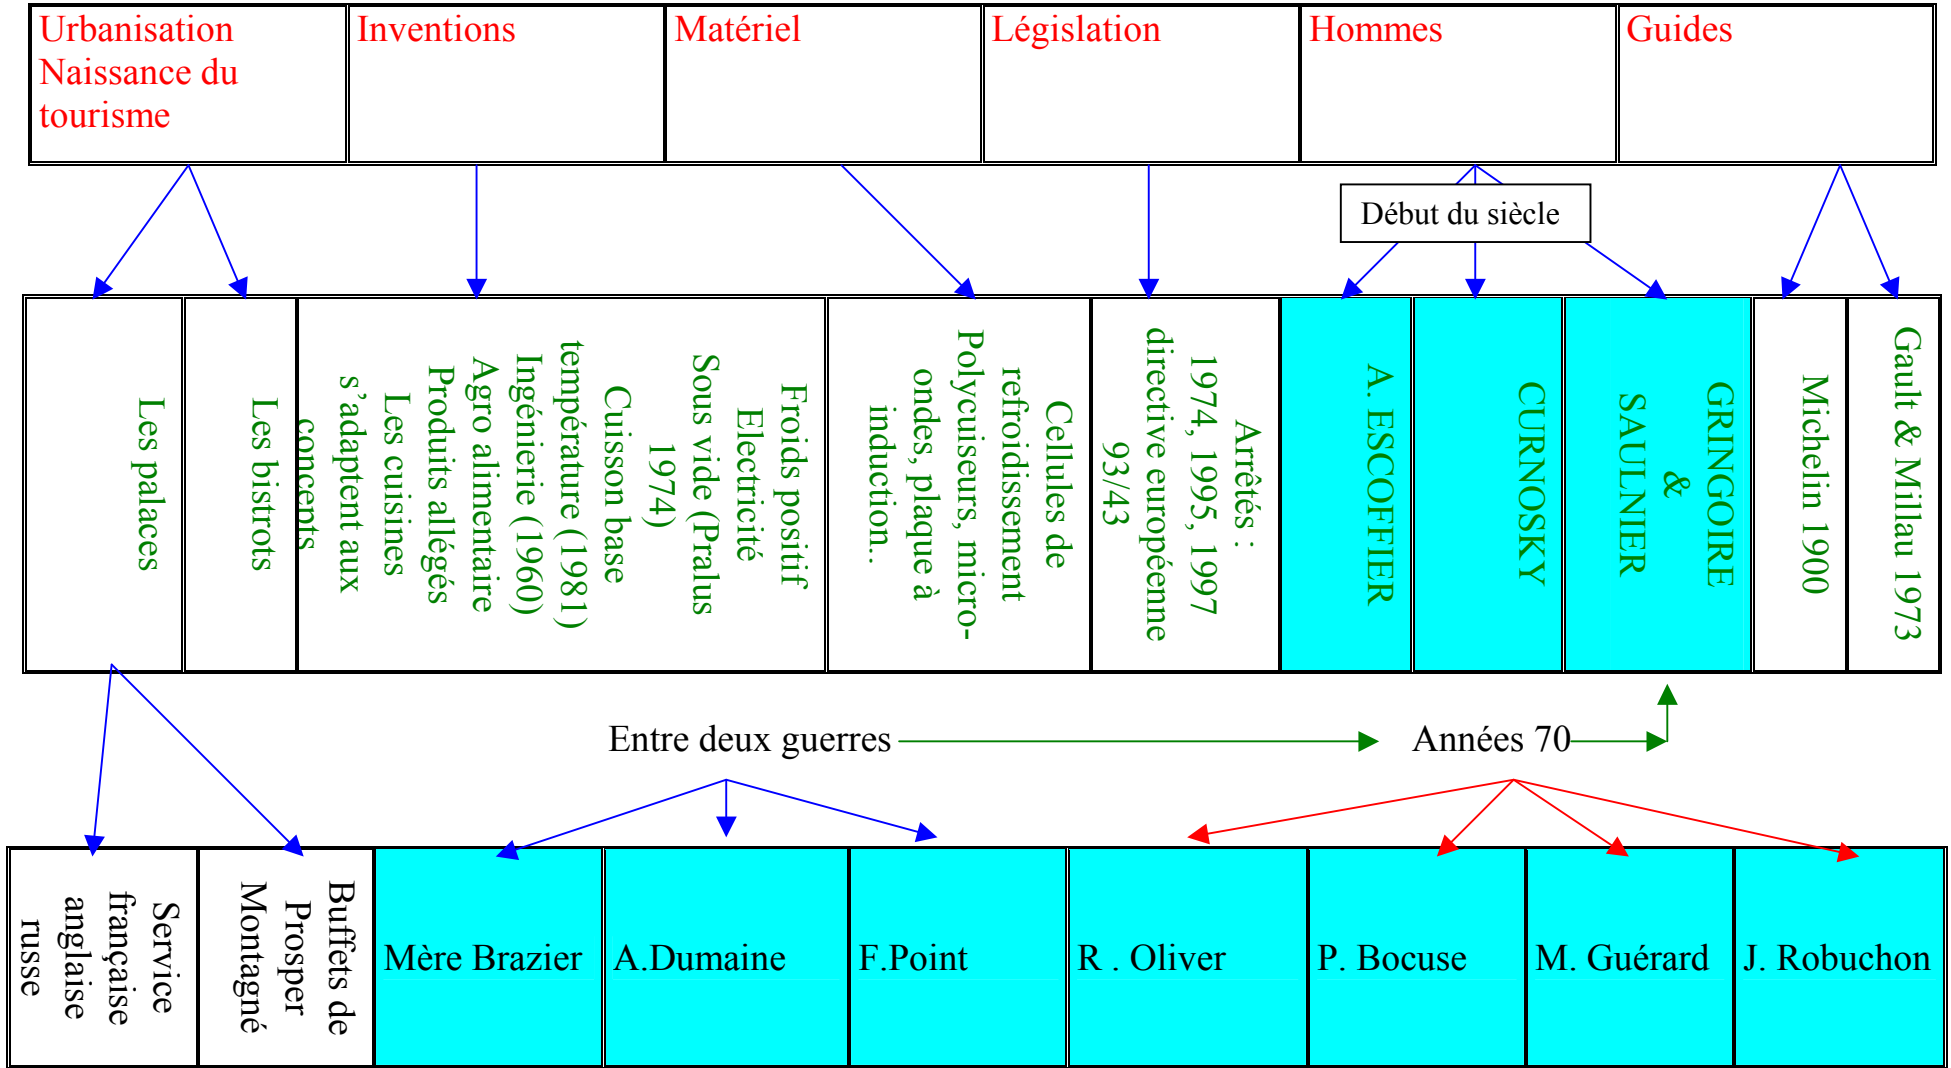 Urbanisation
Naissance du
tourisme
Inventions
Matériel
Législation
Hommes
Guides
Début du siècle
Les palaces
Les bistrots
Froids positif
Electricité
Sous vide (Pralus
1974)
Cuisson base
température (1981)
Ingénierie (1960)
Agro alimentaire
Produits allégés
Les cuisines
s’adaptent aux
concepts
Cellules de
refroidissement
Polycuiseurs, micro-
ondes, plaque à
induction..
Arrêtés :
1974, 1995, 1997
directive européenne
93/43
A. ESCOFFIER
CURNOSKY
GRINGOIRE
&
SAULNIER
Michelin 1900
Gault & Millau 1973
Entre deux guerres
Années 70
Service
française
anglaise
russe
Buffets de
Prosper
Montagné
Mère Brazier
A.Dumaine
F.Point
R . Oliver
P. Bocuse
M. Guérard
J. Robuchon